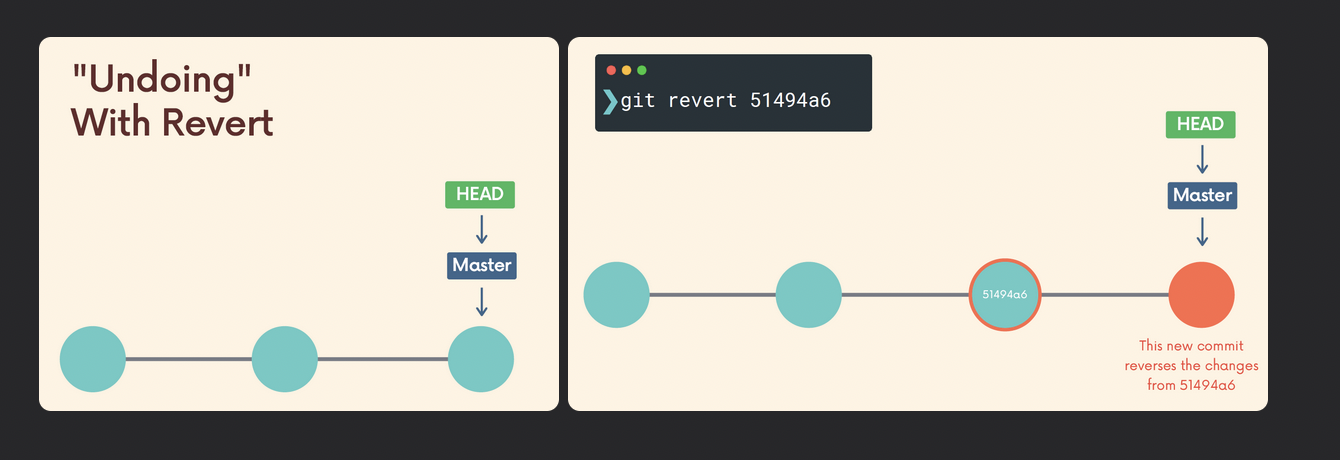 "Undoing"
With Revert
HEAD
Master
❯git revert 51494a6
HEAD
Master
51494a6
This new commit
reverses the changes
from 51494a6